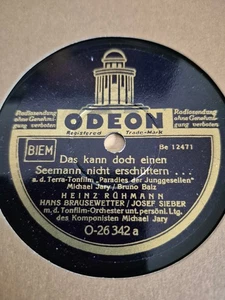 Radiosendung
ohne Genehmi-
gung verboten
Radiosendung
ohne Genehmi-
gung verboten
ODEON
Registered Trade-Mark
BIEM
Be 12471
Das kann doch einen
Seemann nicht erschüttern . . .
a. d. Terra-Tonfilm „Paradies der Junggesellen"
Michael Jary / Bruno Balz
HEINZ RÜHMANN
HANS BRAUSEWETTER / JOSEF SIEBER
m. d. Tonfilm-Orchester unt. persönl. Ltg.
des Komponisten Michael Jary
O-26 342 a